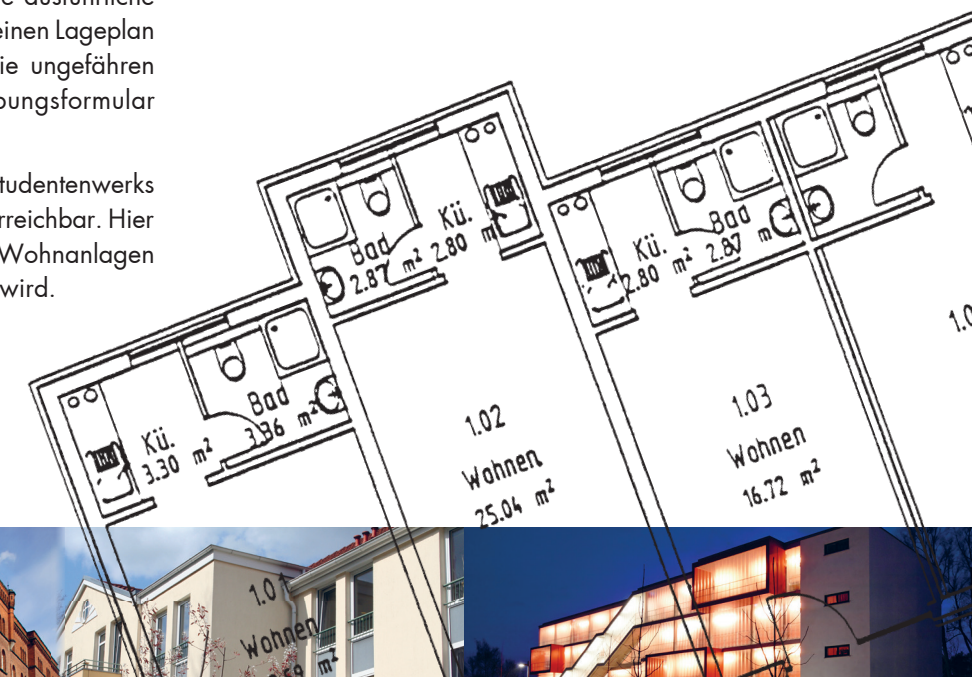 einen Lageplan
ie ungefähren
bungsformular
tudentenwerks
rreichbar. Hier
Wohnanlagen
wird.
Kü.
3.30 m²
Bad
3.36 m²
Bad
2.87 m²
Kü.
2.80 m
Kü.
2.80 m²
Bad
2.87 m
1.02
Wohnen
25.04 m²
1.03
Wohnen
16.72 m²
1.0
1.01
Wohnen
m²